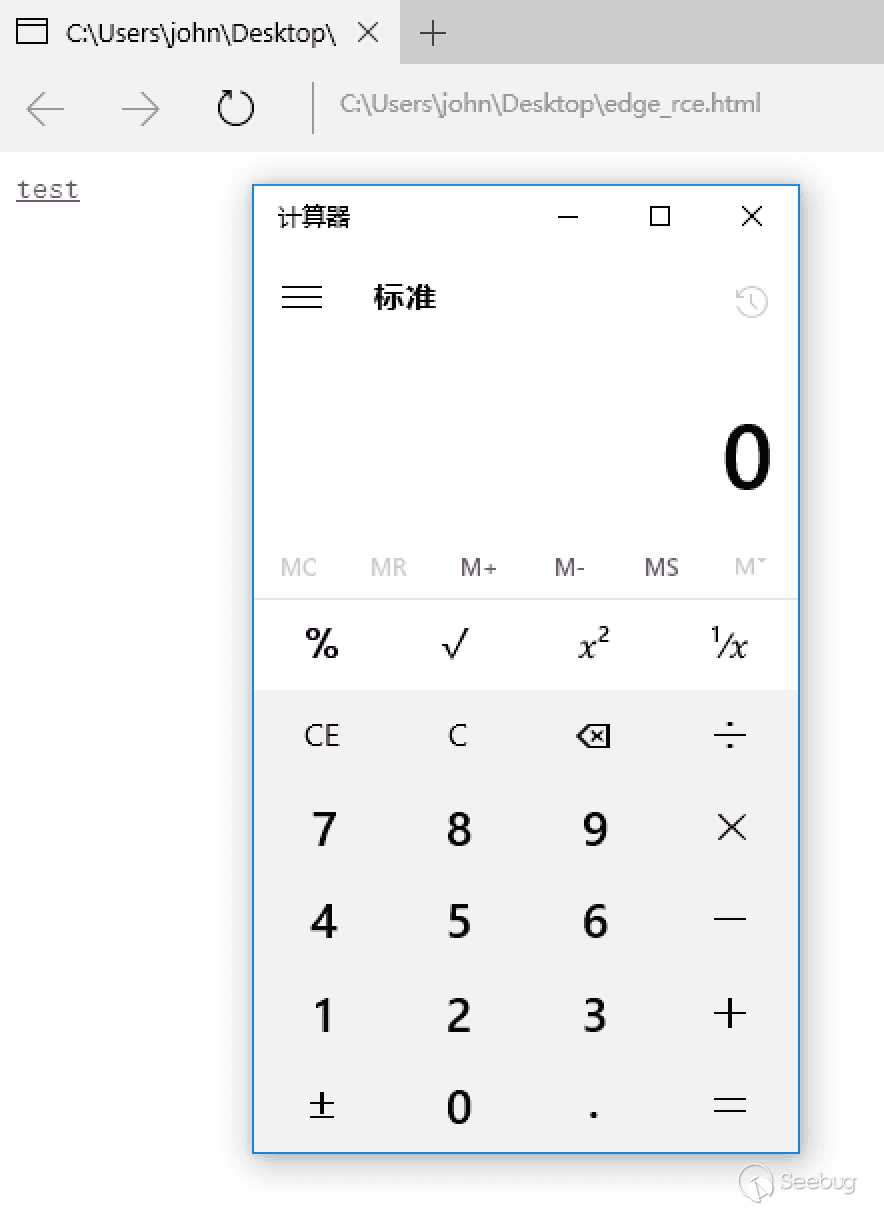 C:\Users\john\Desktop\
C:\Users\john\Desktop\edge_rce.html
test
计算器
标准
0
MC MR M+ M- MS M˅
% √ x² ¹/x
CE C ÷
7 8 9 ×
4 5 6 −
1 2 3 +
± 0 . =
Seebug